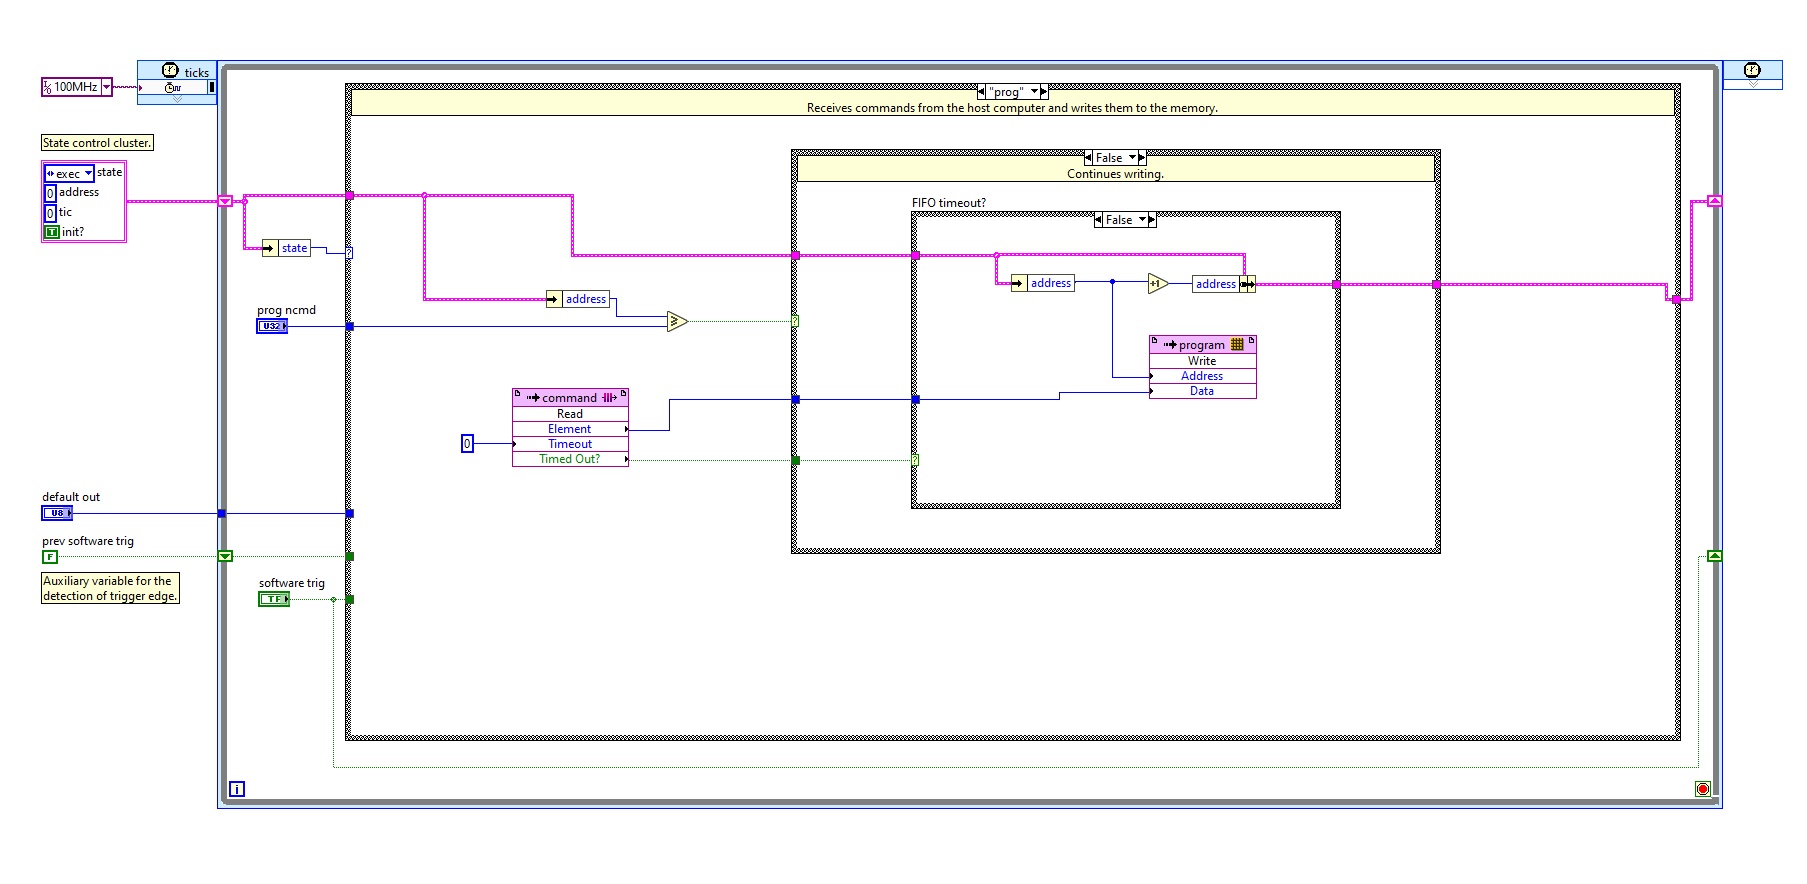 ticks
100MHz
"prog"
Receives commands from the host computer and writes them to the memory.
State control cluster.
exec
state
0
address
0
tic
T
init?
False
Continues writing.
FIFO timeout?
False
state
?
address
address
+1
address
prog ncmd
U32
≥
?
program
Write
Address
Data
command
Read
Element
0
Timeout
Timed Out?
?
default out
U8
prev software trig
F
Auxiliary variable for the
detection of trigger edge.
software trig
TF
i